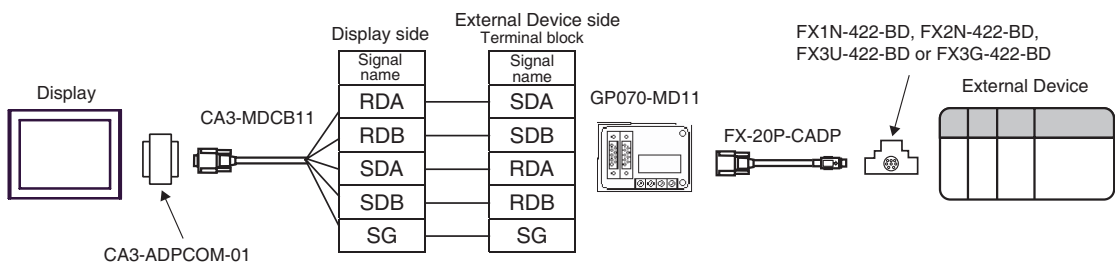 External Device side
Terminal block
FX1N-422-BD, FX2N-422-BD,
FX3U-422-BD or FX3G-422-BD
Display side
External Device
Display
CA3-MDCB11
Signal
name
Signal
name
GP070-MD11
FX-20P-CADP
RDA
SDA
RDB
SDB
SDA
RDA
SDB
RDB
SG
SG
CA3-ADPCOM-01